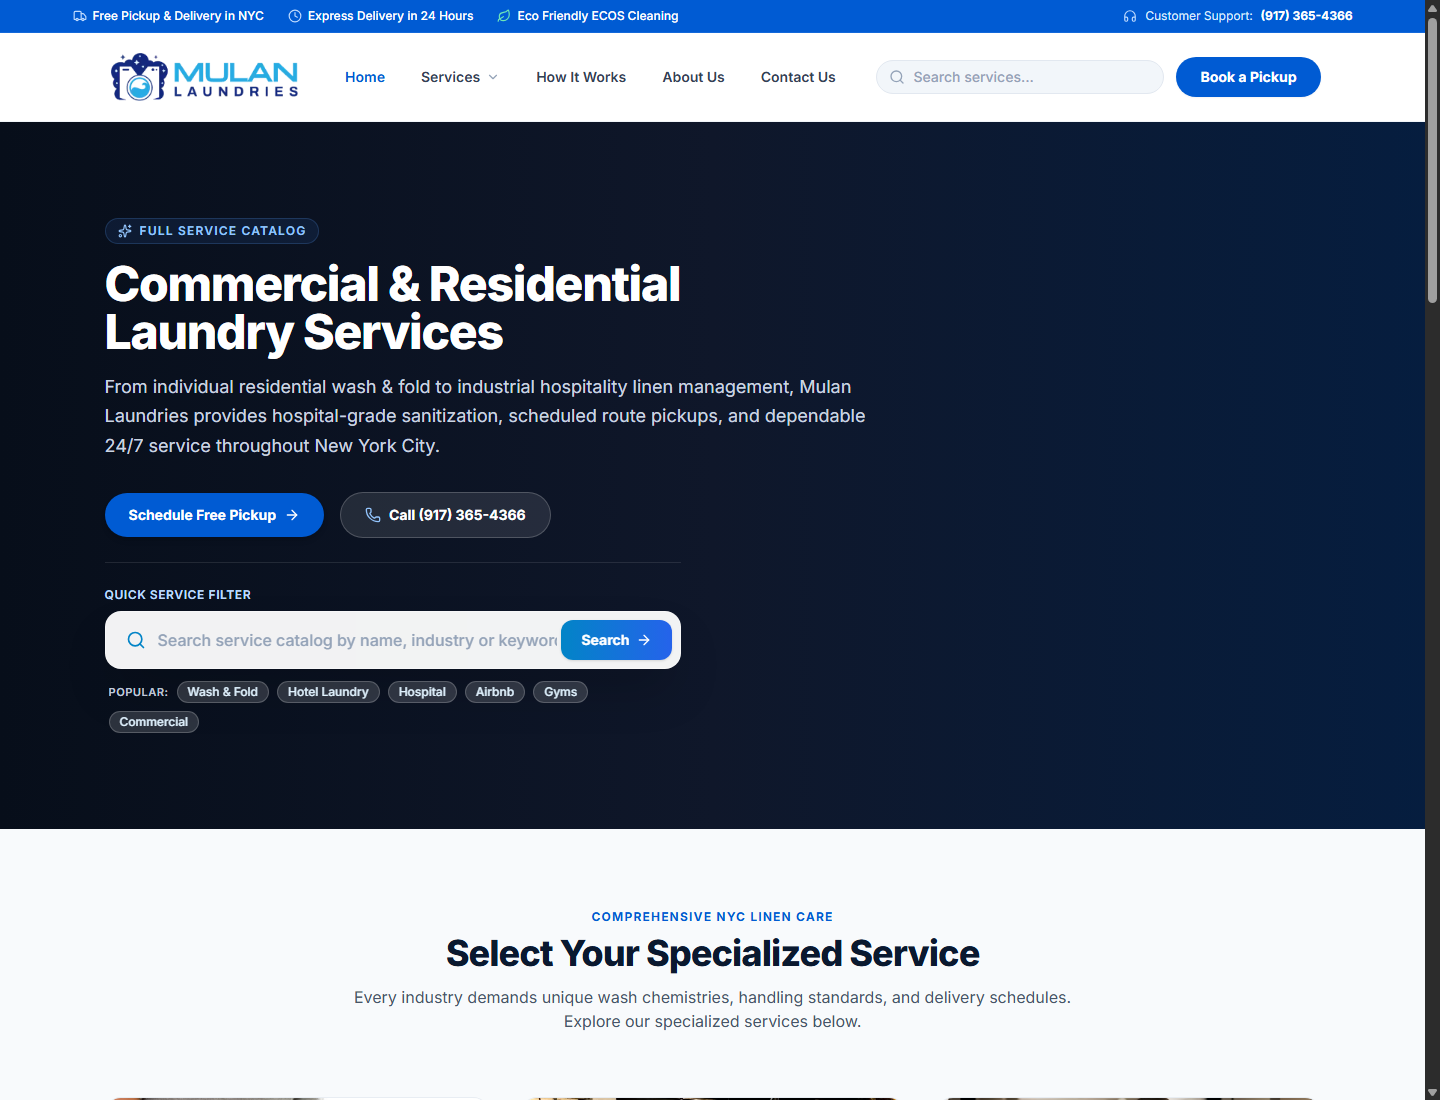 Free Pickup & Delivery in NYC
Express Delivery in 24 Hours
Eco Friendly ECOS Cleaning
Customer Support: (917) 365-4366
MULAN
LAUNDRIES
Home
Services
How It Works
About Us
Contact Us
Search services...
Book a Pickup
FULL SERVICE CATALOG
Commercial & Residential
Laundry Services
From individual residential wash & fold to industrial hospitality linen management, Mulan
Laundries provides hospital-grade sanitization, scheduled route pickups, and dependable
24/7 service throughout New York City.
Schedule Free Pickup
Call (917) 365-4366
QUICK SERVICE FILTER
Search service catalog by name, industry or keyword
Search
POPULAR:
Wash & Fold
Hotel Laundry
Hospital
Airbnb
Gyms
Commercial
COMPREHENSIVE NYC LINEN CARE
Select Your Specialized Service
Every industry demands unique wash chemistries, handling standards, and delivery schedules.
Explore our specialized services below.